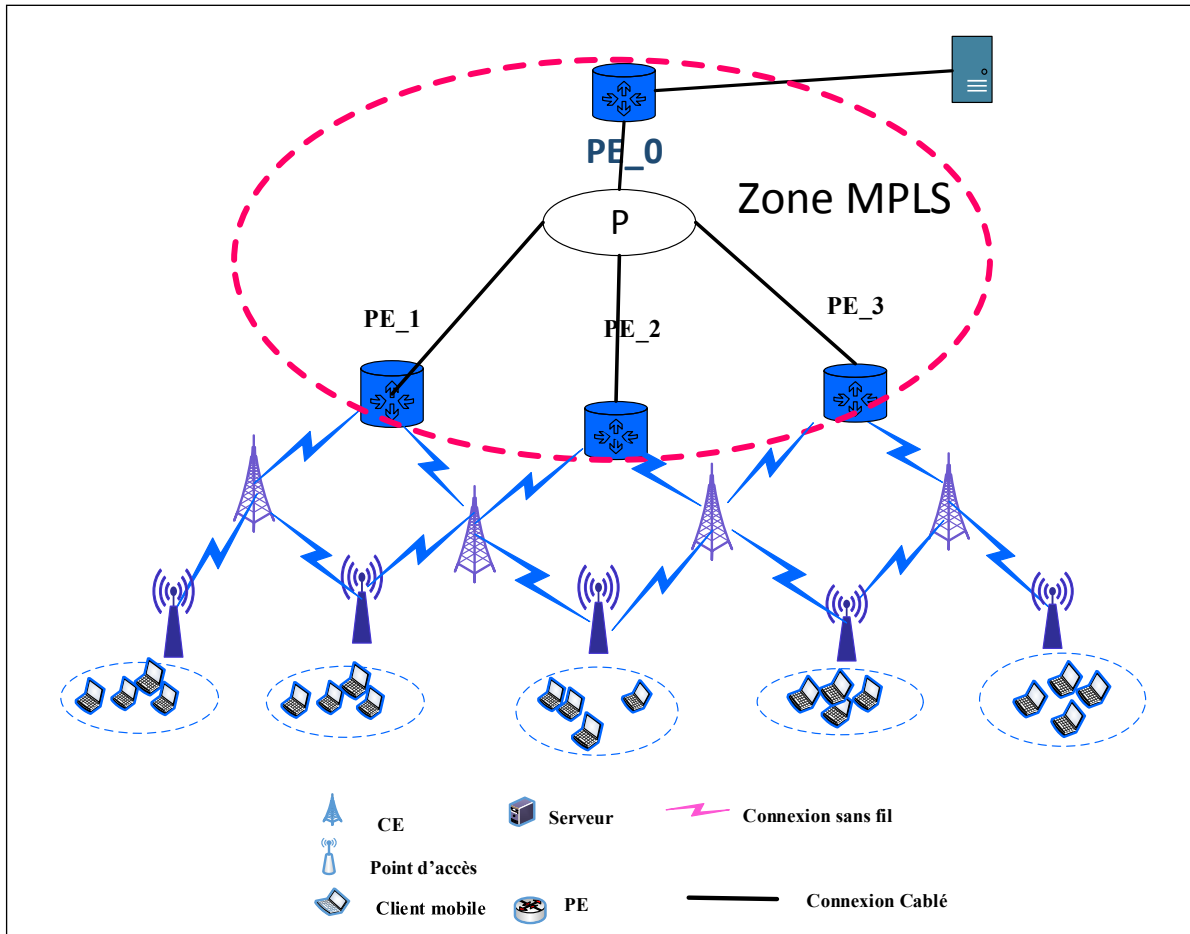 PE_0
Zone MPLS
P
PE_1
PE_2
PE_3
CE
Serveur
Connexion sans fil
Point d'accès
Client mobile
PE
Connexion Cablé